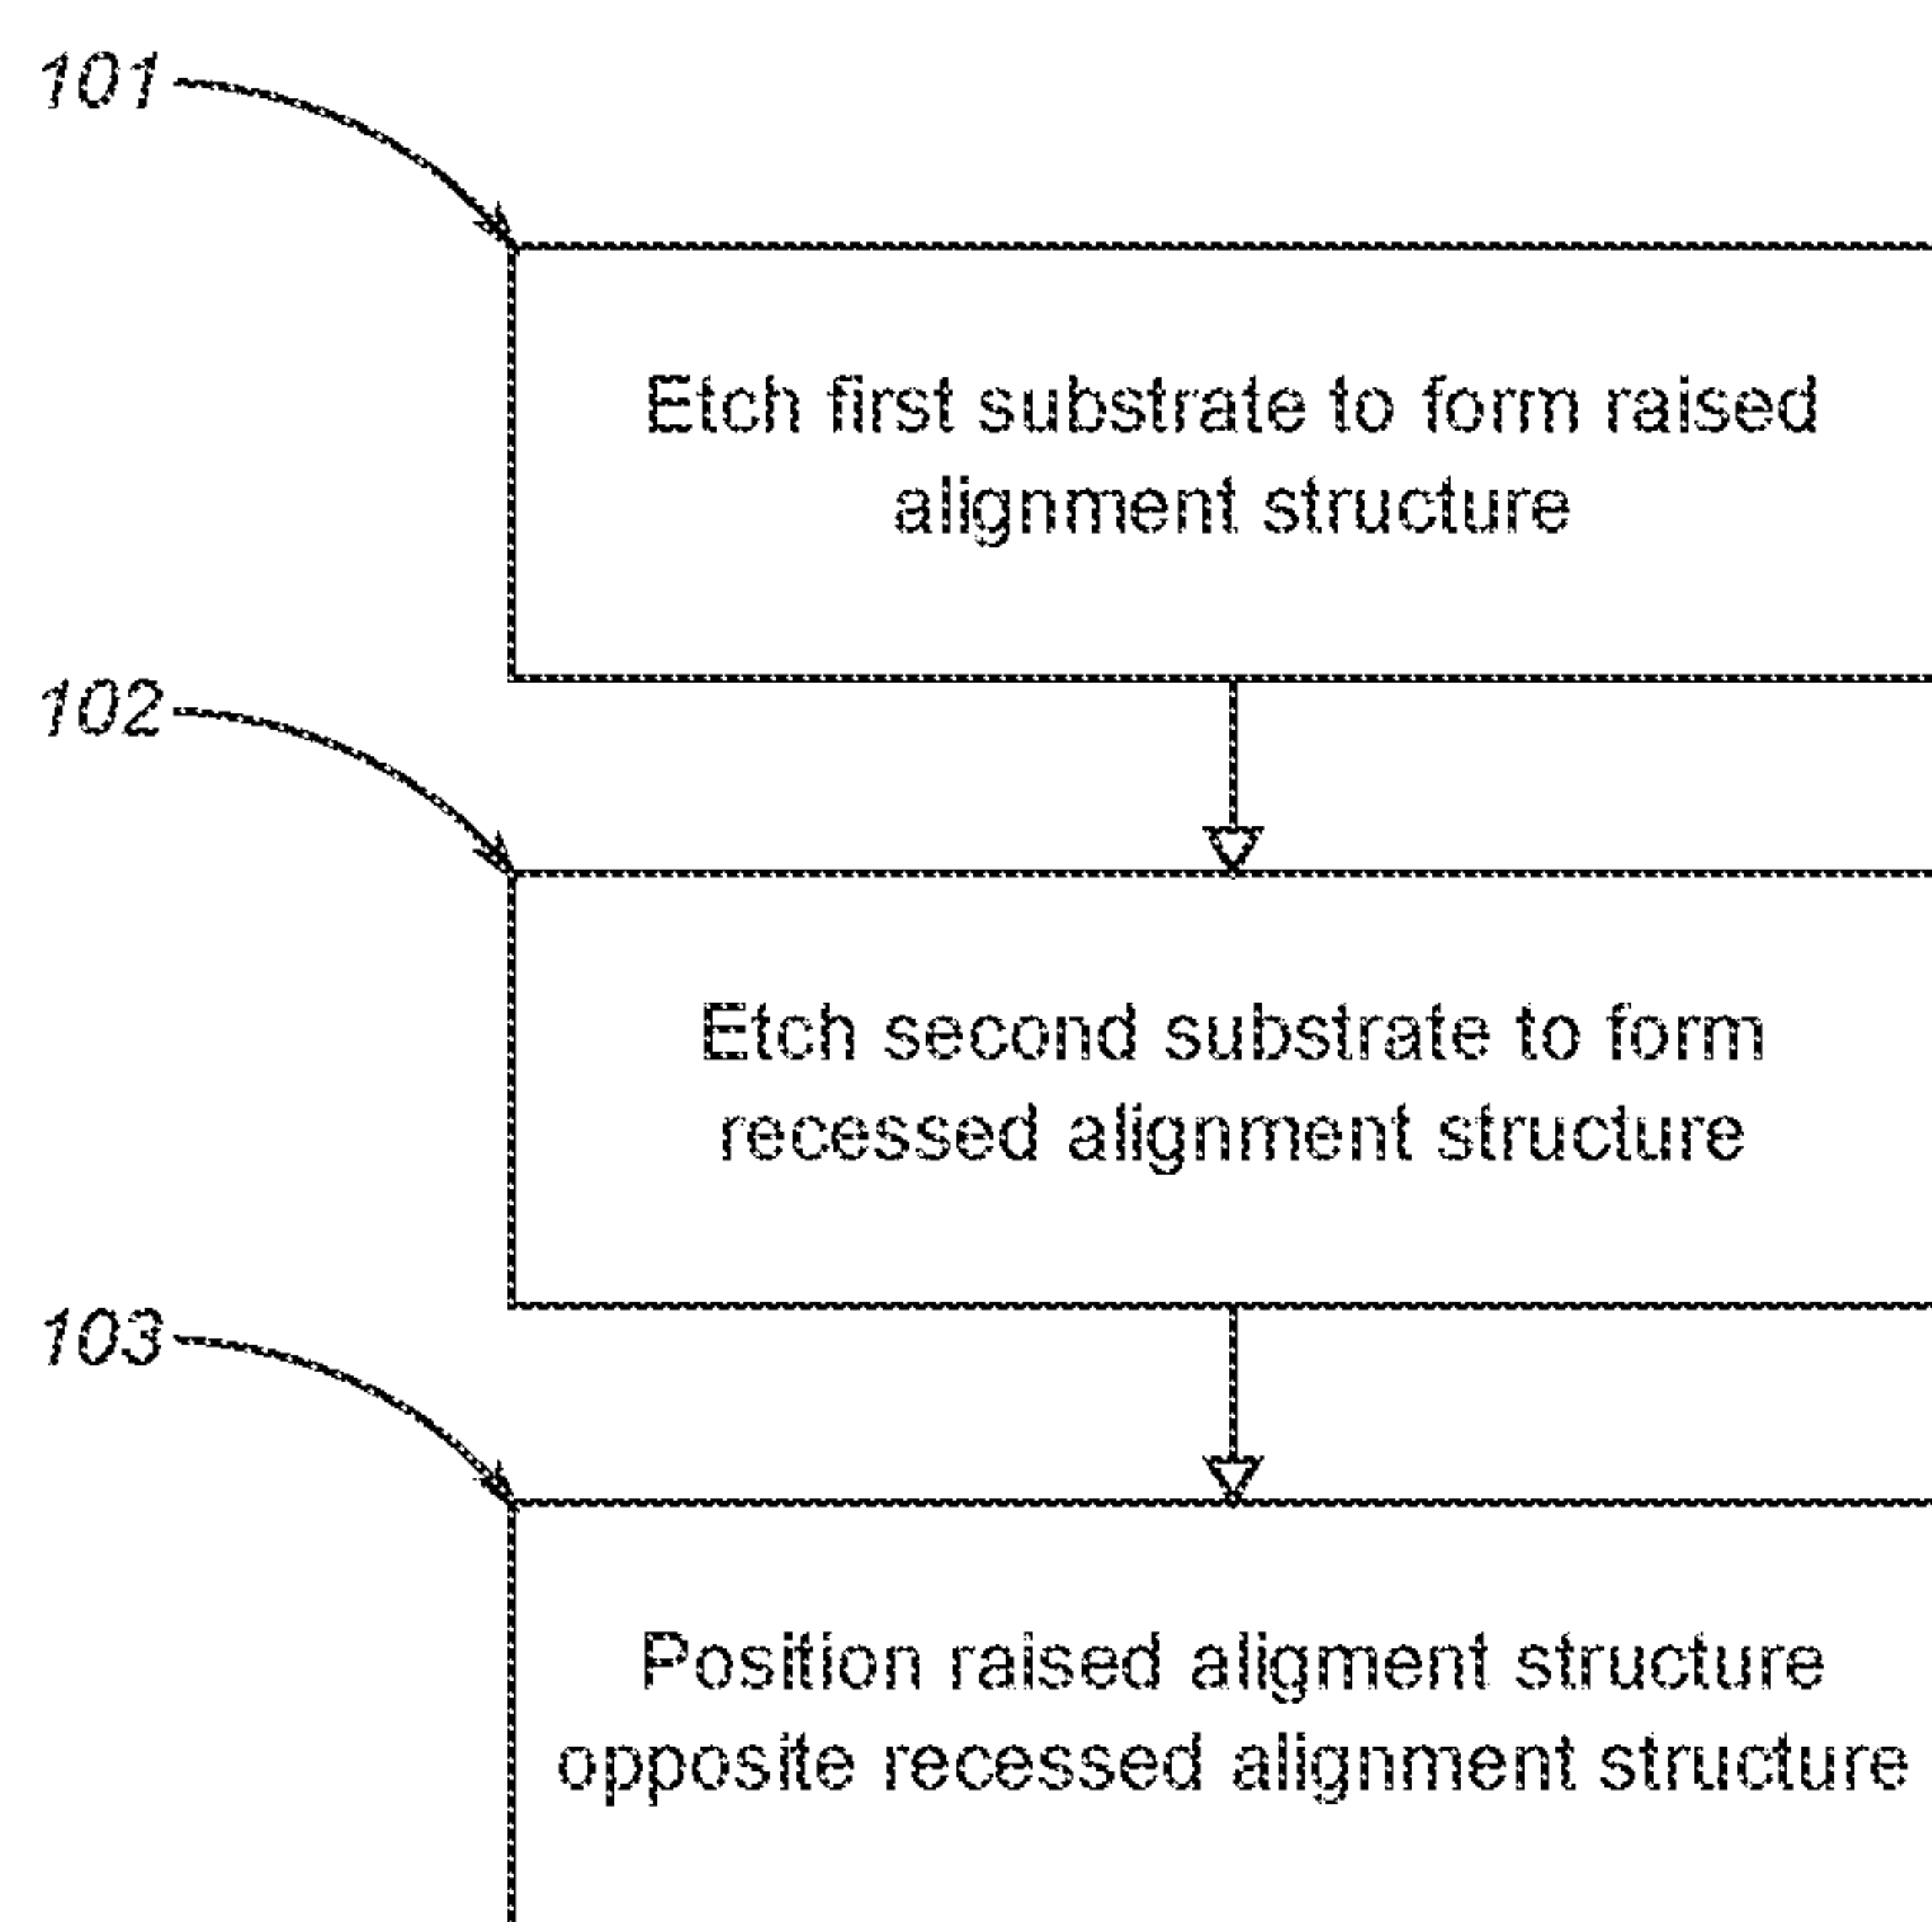 101
Etch first substrate to form raised
alignment structure
102
Etch second substrate to form
recessed alignment structure
103
Position raised aligment structure
opposite recessed alignment structure